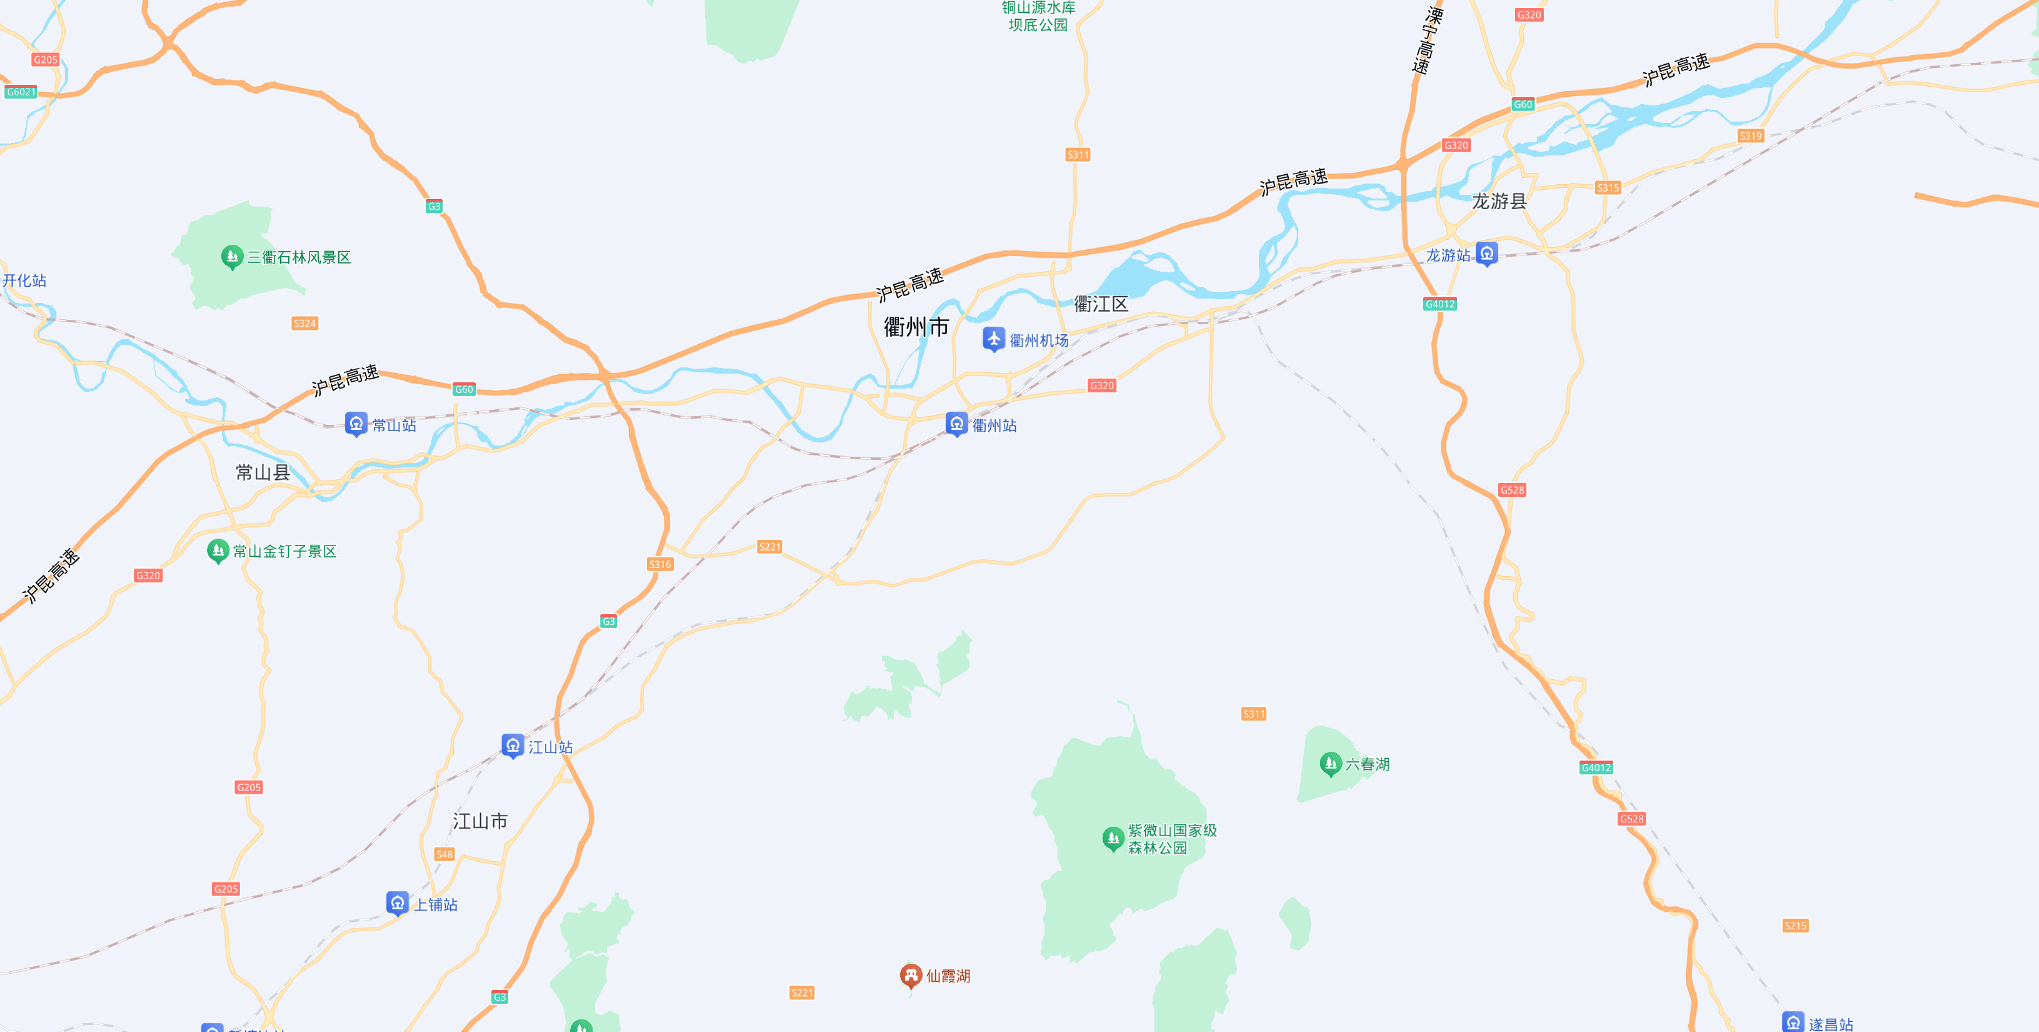 铜山源水库
坝底公园
溧宁高速
G320
G205
沪昆高速
G6021
G60
S319
G320
S311
沪昆高速
S315
龙游县
G3
龙游站
三衢石林风景区
开化站
沪昆高速
衢江区
G4012
衢州市
S324
衢州机场
沪昆高速
G60
G320
常山站
衢州站
常山县
G528
常山金钉子景区
S221
S316
G320
沪昆高速
G3
S311
江山站
六春湖
G4012
G205
江山市
G528
紫微山国家级
森林公园
S48
G205
上铺站
S215
仙霞湖
S221
G3
遂昌站